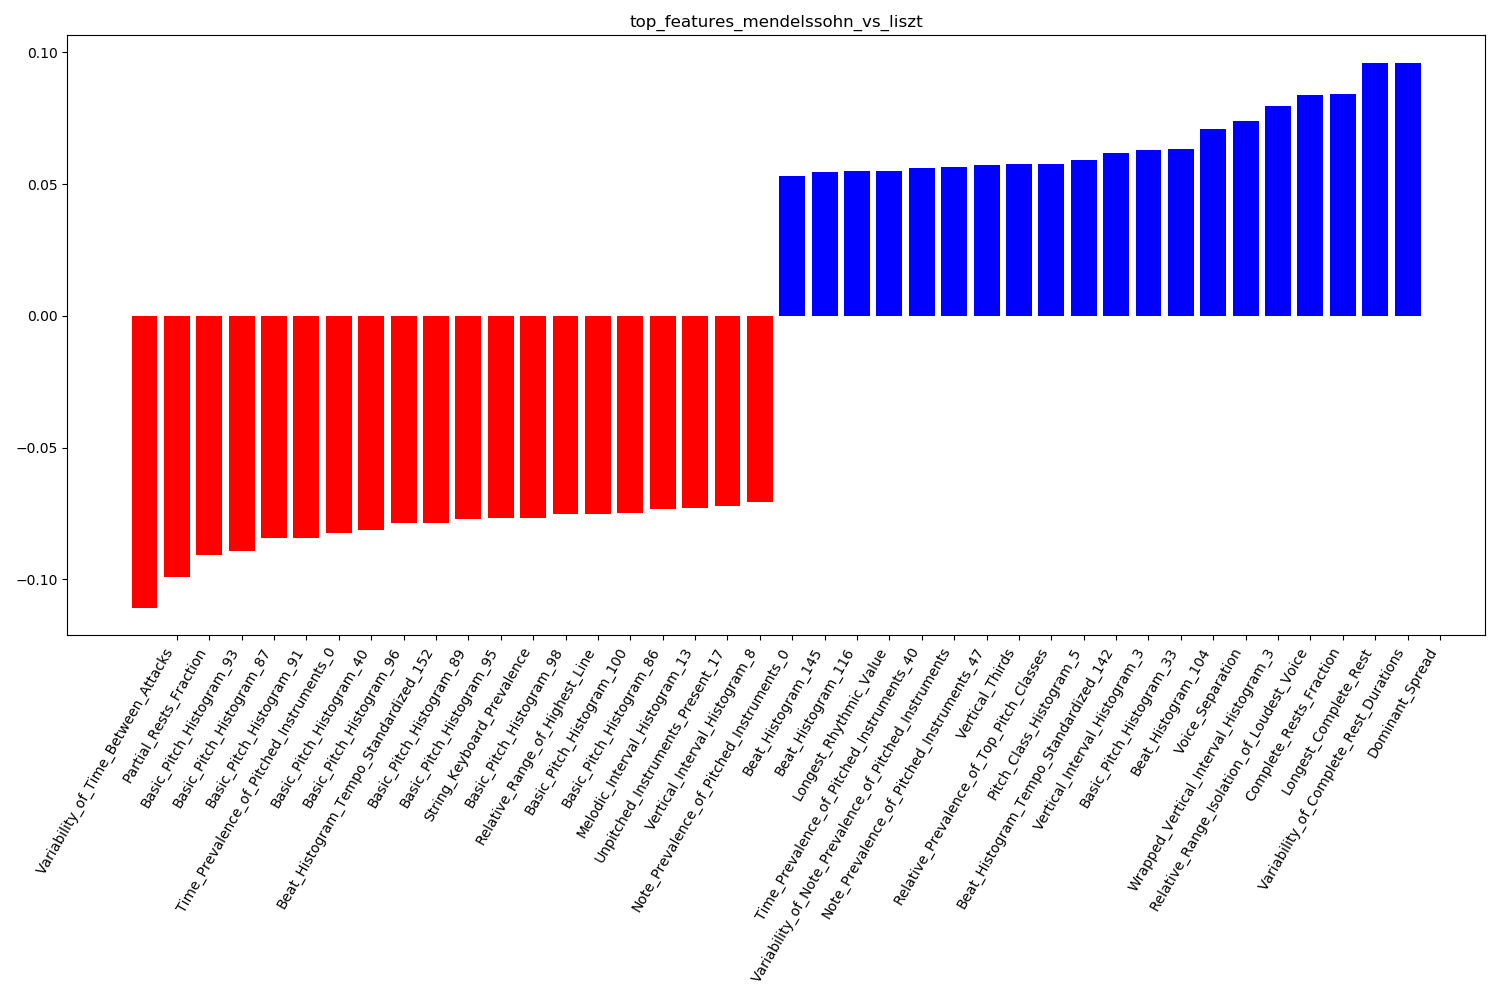 top_features_mendelssohn_vs_liszt
0.10
0.05
0.00
−0.05
−0.10
Variability_of_Time_Between_Attacks
Partial_Rests_Fraction
Basic_Pitch_Histogram_93
Basic_Pitch_Histogram_87
Basic_Pitch_Histogram_91
Time_Prevalence_of_Pitched_Instruments_0
Basic_Pitch_Histogram_40
Basic_Pitch_Histogram_96
Beat_Histogram_Tempo_Standardized_152
Basic_Pitch_Histogram_89
Basic_Pitch_Histogram_95
String_Keyboard_Prevalence
Basic_Pitch_Histogram_98
Relative_Range_of_Highest_Line
Basic_Pitch_Histogram_100
Basic_Pitch_Histogram_86
Melodic_Interval_Histogram_13
Unpitched_Instruments_Present_17
Vertical_Interval_Histogram_8
Note_Prevalence_of_Pitched_Instruments_0
Beat_Histogram_145
Beat_Histogram_116
Longest_Rhythmic_Value
Time_Prevalence_of_Pitched_Instruments_40
Variability_of_Note_Prevalence_of_Pitched_Instruments
Note_Prevalence_of_Pitched_Instruments_47
Vertical_Thirds
Relative_Prevalence_of_Top_Pitch_Classes
Pitch_Class_Histogram_5
Beat_Histogram_Tempo_Standardized_142
Vertical_Interval_Histogram_3
Basic_Pitch_Histogram_33
Beat_Histogram_104
Voice_Separation
Wrapped_Vertical_Interval_Histogram_3
Relative_Range_Isolation_of_Loudest_Voice
Complete_Rests_Fraction
Longest_Complete_Rest
Variability_of_Complete_Rest_Durations
Dominant_Spread